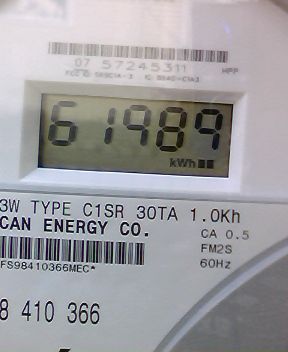 07 57245311
61989
kWh
3W TYPE C1SR 30TA 1.0Kh
CAN ENERGY CO.
CA 0.5
FM2S
FS98410366MEC*
60Hz
8 410 366